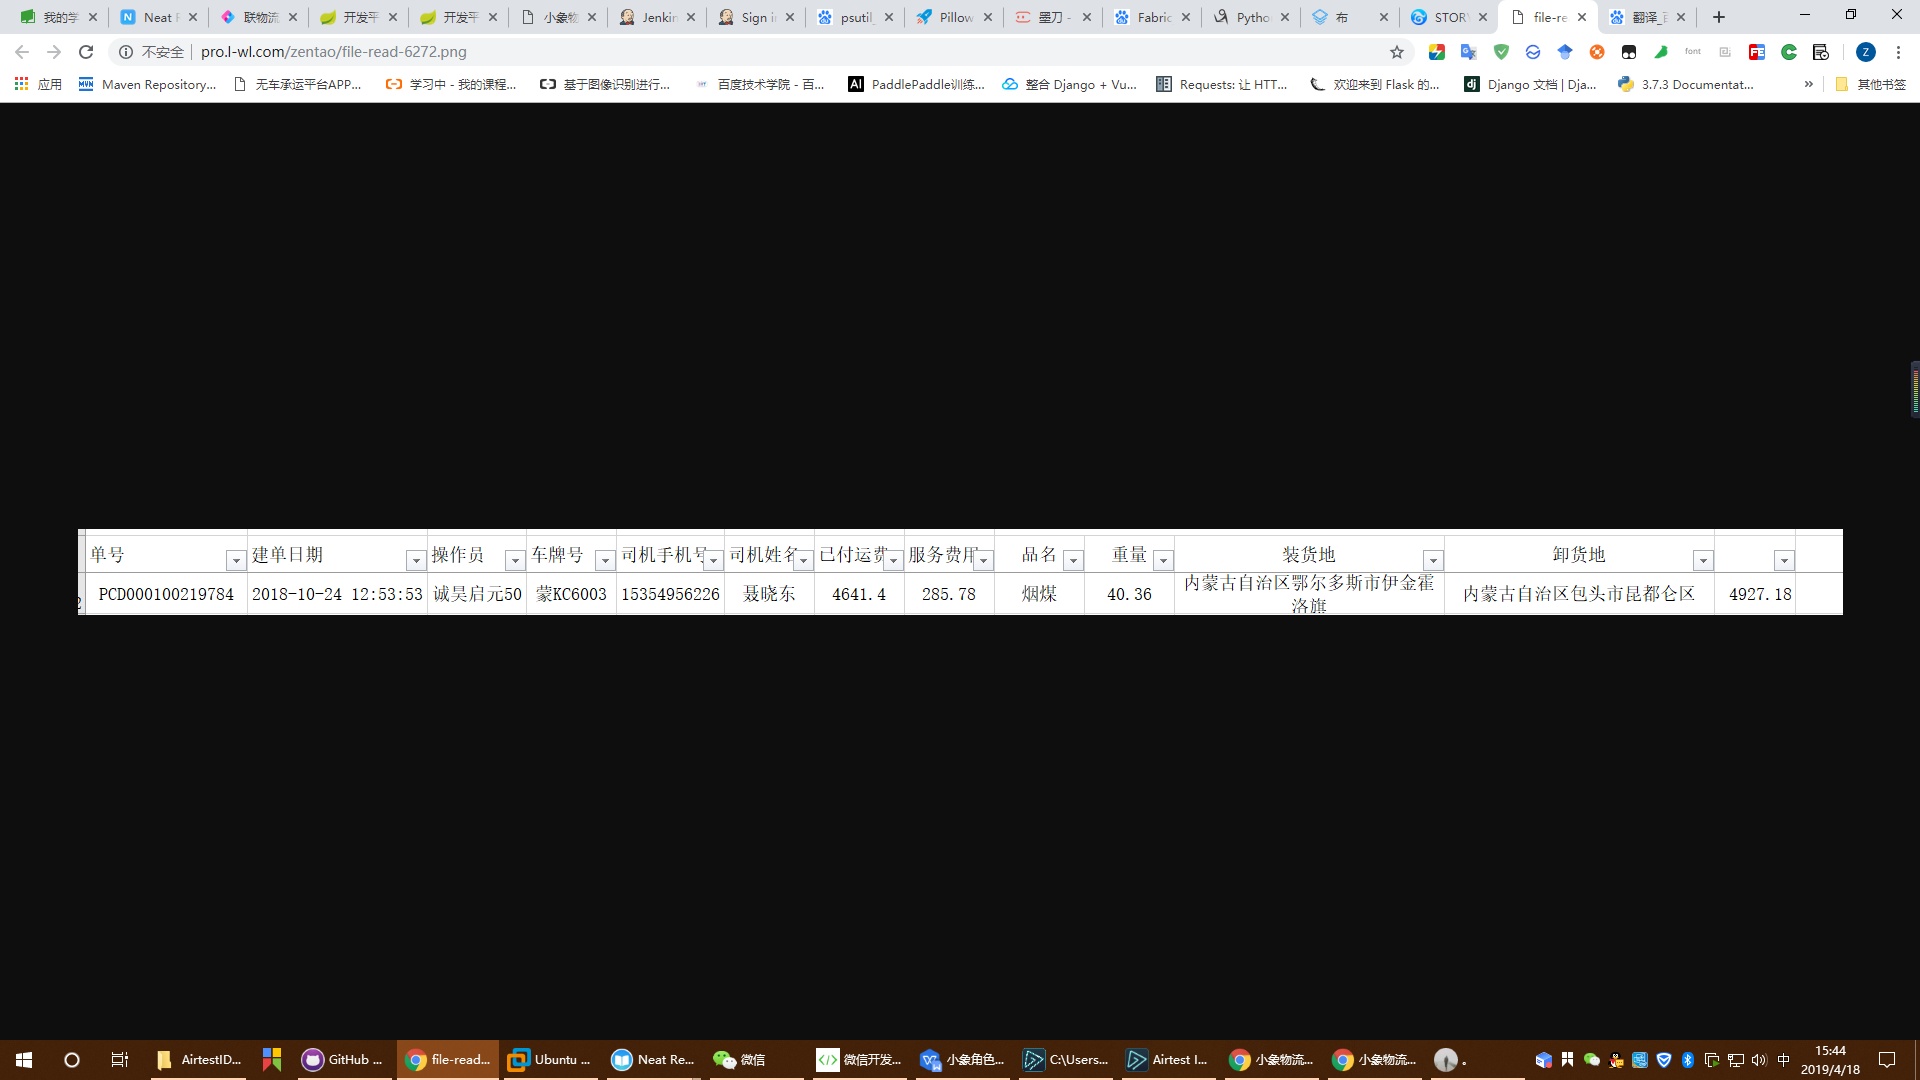 我的学
Neat
联物流
开发平
开发平
小象物
Jenkin
Sign i
psutil_
Pillow
墨刀 -
Fabric
Pytho
布
STOR
file-re
翻译_
不安全
pro.l-wl.com/zentao/file-read-6272.png
应用
Maven Repository...
无车承运平台APP...
学习中 - 我的课程...
基于图像识别进行...
百度技术学院 - 百...
PaddlePaddle训练...
整合 Django + Vu...
Requests: 让 HTT...
欢迎来到 Flask 的...
Django 文档 | Dja...
3.7.3 Documentat...
»
其他书签
单号 建单日期 操作员 车牌号 司机手机号 司机姓名 已付运费 服务费用 品名 重量 装货地 卸货地
2 PCD000100219784 2018-10-24 12:53:53 诚昊启元50 蒙KC6003 15354956226 聂晓东 4641.4 285.78 烟煤 40.36 内蒙古自治区鄂尔多斯市伊金霍 内蒙古自治区包头市昆都仑区 4927.18
洛旗
AirtestID...
GitHub ...
file-read...
Ubuntu ...
Neat Re...
微信
微信开发...
小象角色...
C:\Users...
Airtest I...
小象物流...
小象物流...
中
15:44
2019/4/18